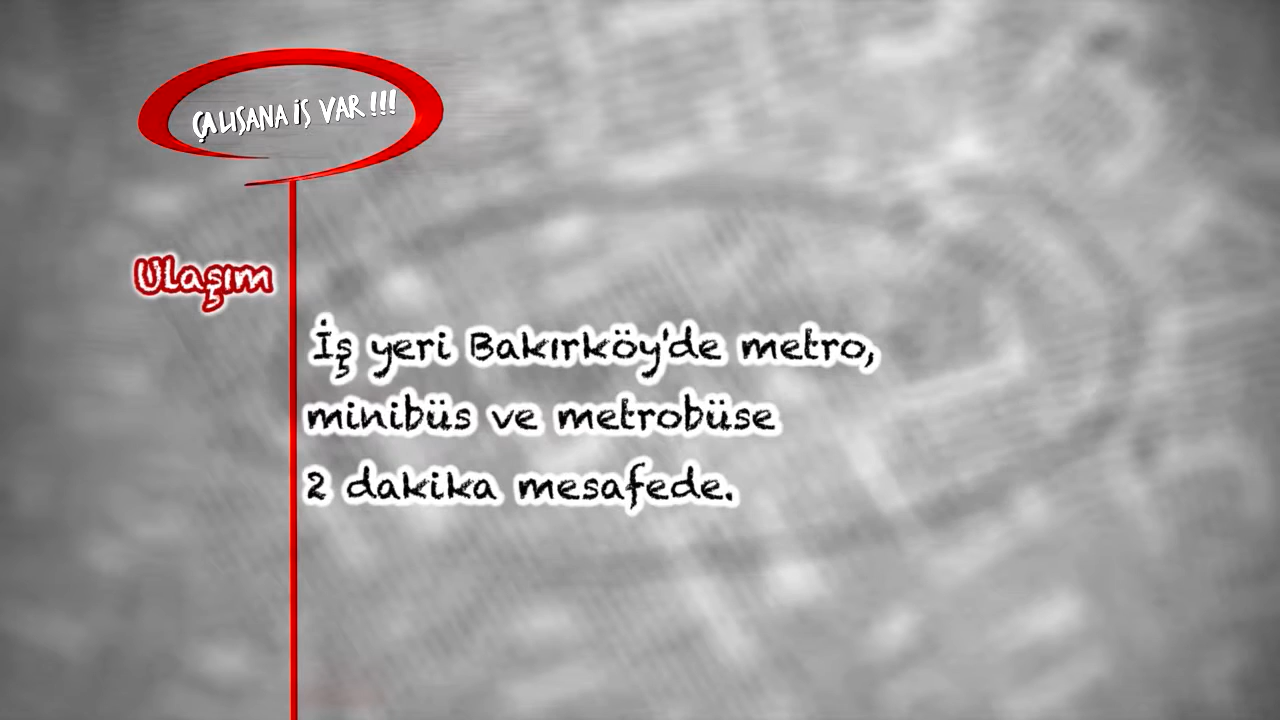 ÇALIŞANA İŞ VAR!!!
Ulaşım
İş yeri Bakırköy'de metro,
minibüs ve metrobüse
2 dakika mesafede.